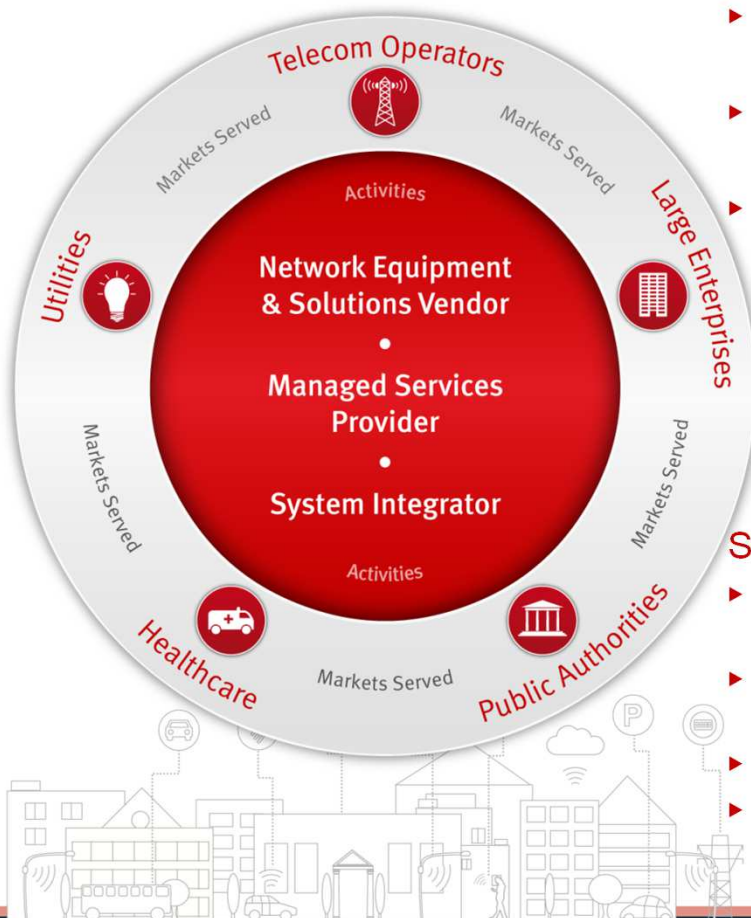 Telecom Operators
Markets Served
Markets Served
Activities
Utilities
Large Enterprises
Network Equipment
& Solutions Vendor
•
Managed Services
Provider
•
System Integrator
Markets Served
Markets Served
Activities
Healthcare
Markets Served
Public Authorities
S
P